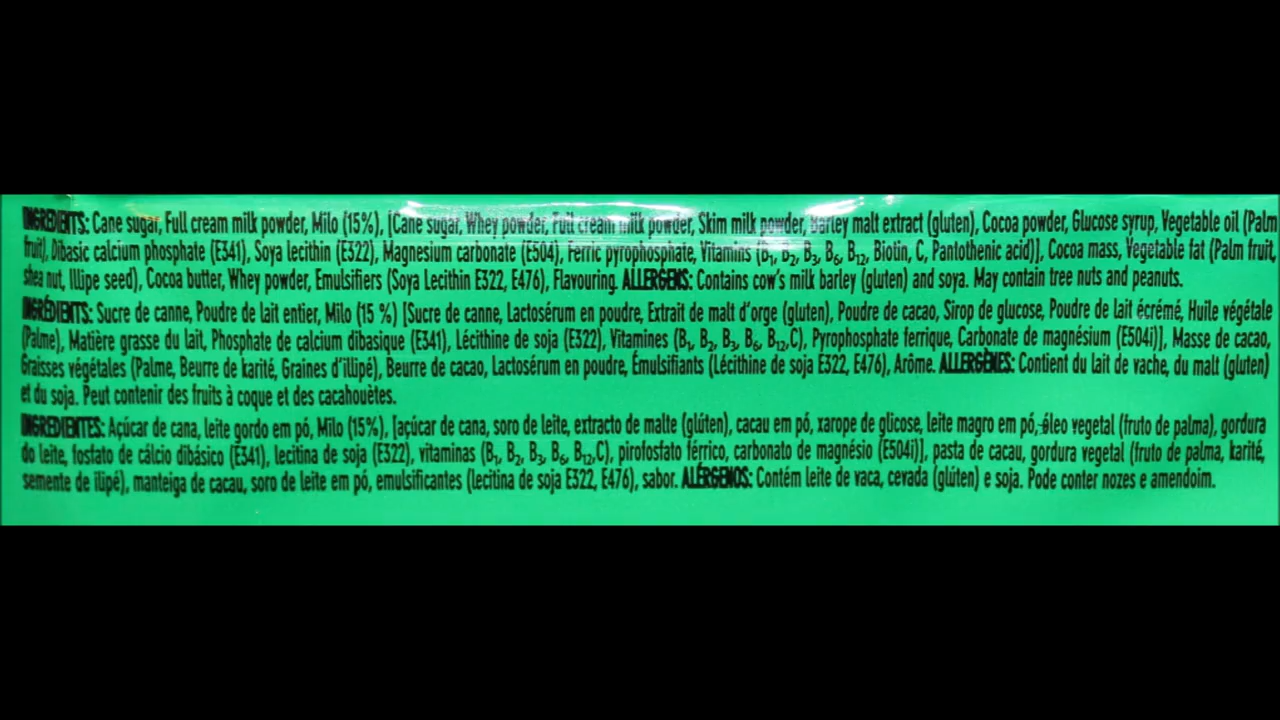 INGREDIENTS: Cane sugar, Full cream milk powder, Milo (15%), [Cane sugar, Whey powder, Full cream milk powder, Skim milk powder, Barley malt extract (gluten), Cocoa powder, Glucose syrup, Vegetable oil (Palm
fruit), Dibasic calcium phosphate (E341), Soya lecithin (E322), Magnesium carbonate (E504), Ferric pyrophosphate, Vitamins (B₁, B₂, B₃, B₆, B₁₂, Biotin, C, Pantothenic acid)], Cocoa mass, Vegetable fat (Palm fruit,
shea nut, Illipe seed), Cocoa butter, Whey powder, Emulsifiers (Soya Lecithin E322, E476), Flavouring. ALLERGENS: Contains cow's milk barley (gluten) and soya. May contain tree nuts and peanuts.
INGRÉDIENTS: Sucre de canne, Poudre de lait entier, Milo (15 %) [Sucre de canne, Lactosérum en poudre, Extrait de malt d'orge (gluten), Poudre de cacao, Sirop de glucose, Poudre de lait écrémé, Huile végétale
(Palme), Matière grasse du lait, Phosphate de calcium dibasique (E341), Lécithine de soja (E322), Vitamines (B₁, B₂, B₃, B₆, B₁₂,C), Pyrophosphate ferrique, Carbonate de magnésium (E504i)], Masse de cacao,
Graisses végétales (Palme, Beurre de karité, Graines d'illipé), Beurre de cacao, Lactosérum en poudre, Émulsifiants (Lécithine de soja E322, E476), Arôme. ALLERGÈNES: Contient du lait de vache, du malt (gluten)
et du soja. Peut contenir des fruits à coque et des cacahouètes.
INGREDIENTES: Açúcar de cana, leite gordo em pó, Milo (15%), [açúcar de cana, soro de leite, extracto de malte (glúten), cacau em pó, xarope de glicose, leite magro em pó, óleo vegetal (fruto de palma), gordura
do leite, fosfato de cálcio dibásico (E341), lecitina de soja (E322), vitaminas (B₁, B₂, B₃, B₆, B₁₂,C), pirofosfato férrico, carbonato de magnésio (E504i)], pasta de cacau, gordura vegetal (fruto de palma, karité,
semente de ilipé), manteiga de cacau, soro de leite em pó, emulsificantes (lecitina de soja E322, E476), sabor. ALÉRGENOS: Contém leite de vaca, cevada (glúten) e soja. Pode conter nozes e amendoim.